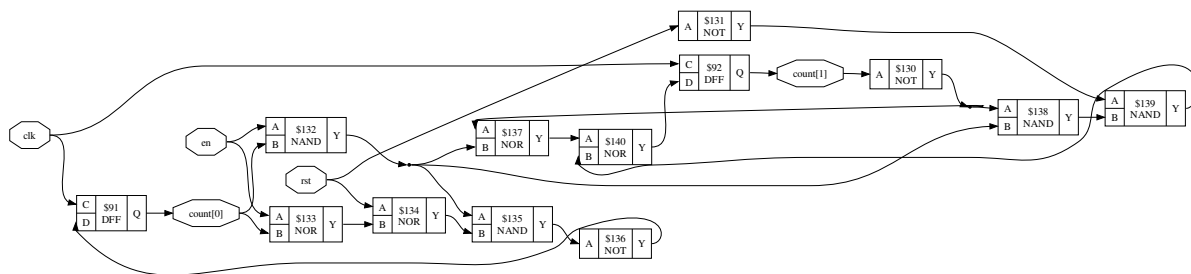 A $131 Y
NOT
C $92 Q
D DFF
count[1]
A $130 Y
NOT
A $138 Y
B NAND
A $139 Y
B NAND
clk
en
A $132 Y
B NAND
A $137 Y
B NOR
A $140 Y
B NOR
rst
C $91 Q
D DFF
count[0]
A $133 Y
B NOR
A $134 Y
B NOR
A $135 Y
B NAND
A $136 Y
NOT